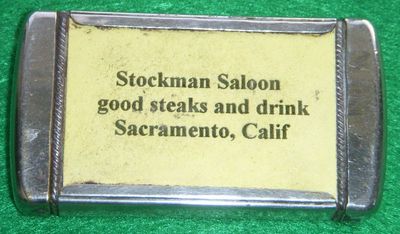 Stockman Saloon
good steaks and drink
Sacramento, Calif